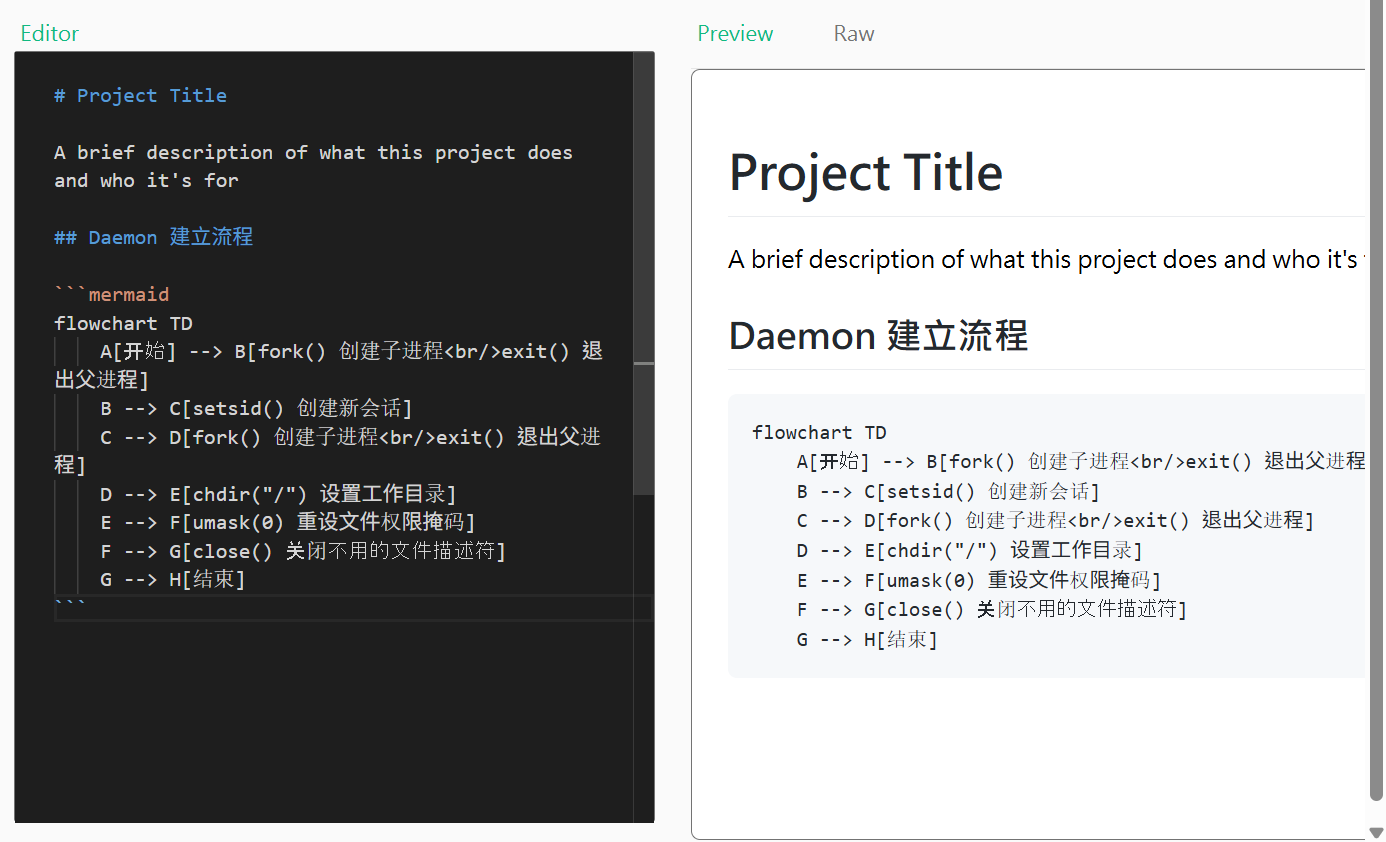 Editor
# Project Title
A brief description of what this project does
and who it's for
## Daemon 建立流程
```mermaid
flowchart TD
    A[开始] --> B[fork() 创建子进程<br/>exit() 退
出父进程]
    B --> C[setsid() 创建新会话]
    C --> D[fork() 创建子进程<br/>exit() 退出父进
程]
    D --> E[chdir("/") 设置工作目录]
    E --> F[umask(0) 重设文件权限掩码]
    F --> G[close() 关闭不用的文件描述符]
    G --> H[结束]
```
Preview Raw
Project Title
A brief description of what this project does and who it's
Daemon 建立流程
flowchart TD
    A[开始] --> B[fork() 创建子进程<br/>exit() 退出父进程
    B --> C[setsid() 创建新会话]
    C --> D[fork() 创建子进程<br/>exit() 退出父进程]
    D --> E[chdir("/") 设置工作目录]
    E --> F[umask(0) 重设文件权限掩码]
    F --> G[close() 关闭不用的文件描述符]
    G --> H[结束]